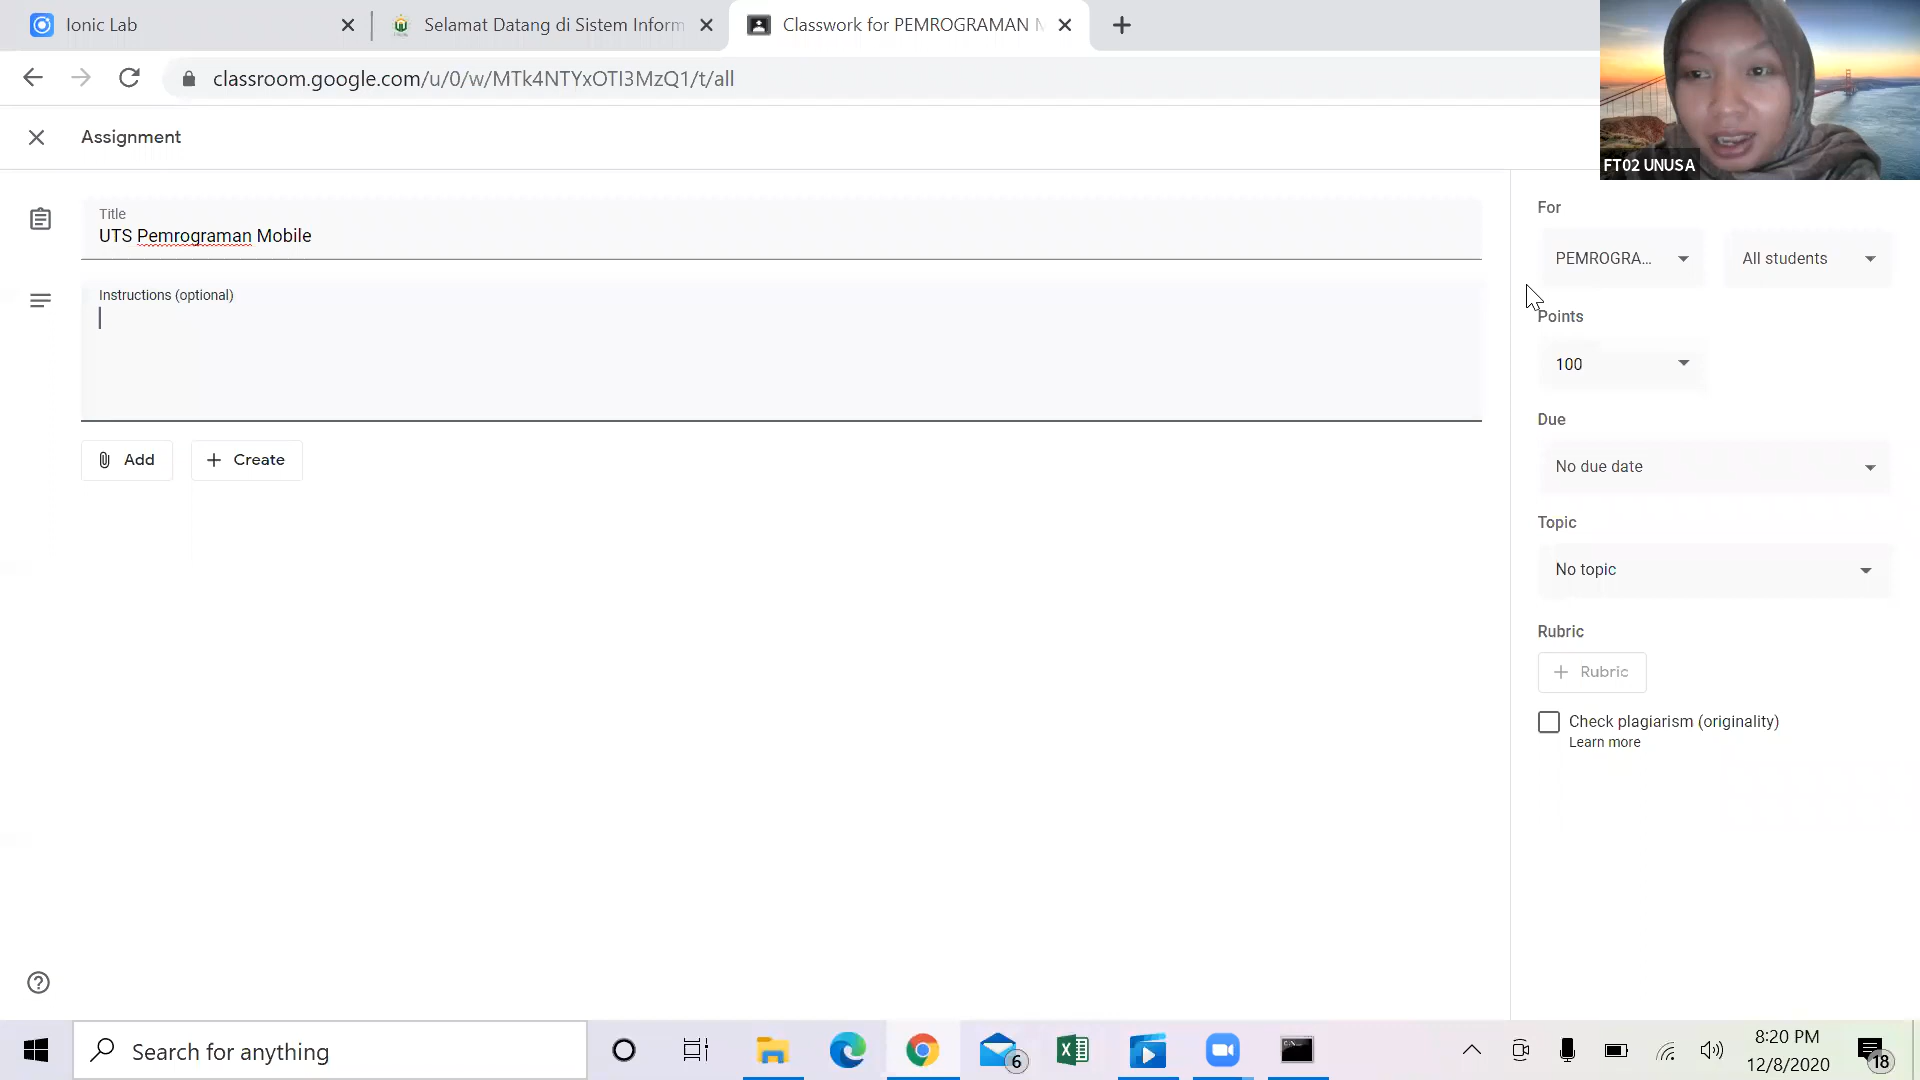 Ionic Lab
Selamat Datang di Sistem Inform
Classwork for PEMROGRAMAN M
classroom.google.com/u/0/w/MTk4NTYxOTI3MzQ1/t/all
FT02 UNUSA
Assignment
Title
UTS Pemrograman Mobile
Instructions (optional)
Add
Create
For
PEMROGRA...
All students
Points
100
Due
No due date
Topic
No topic
Rubric
Rubric
Check plagiarism (originality)
Learn more
Search for anything
6
8:20 PM
12/8/2020
18